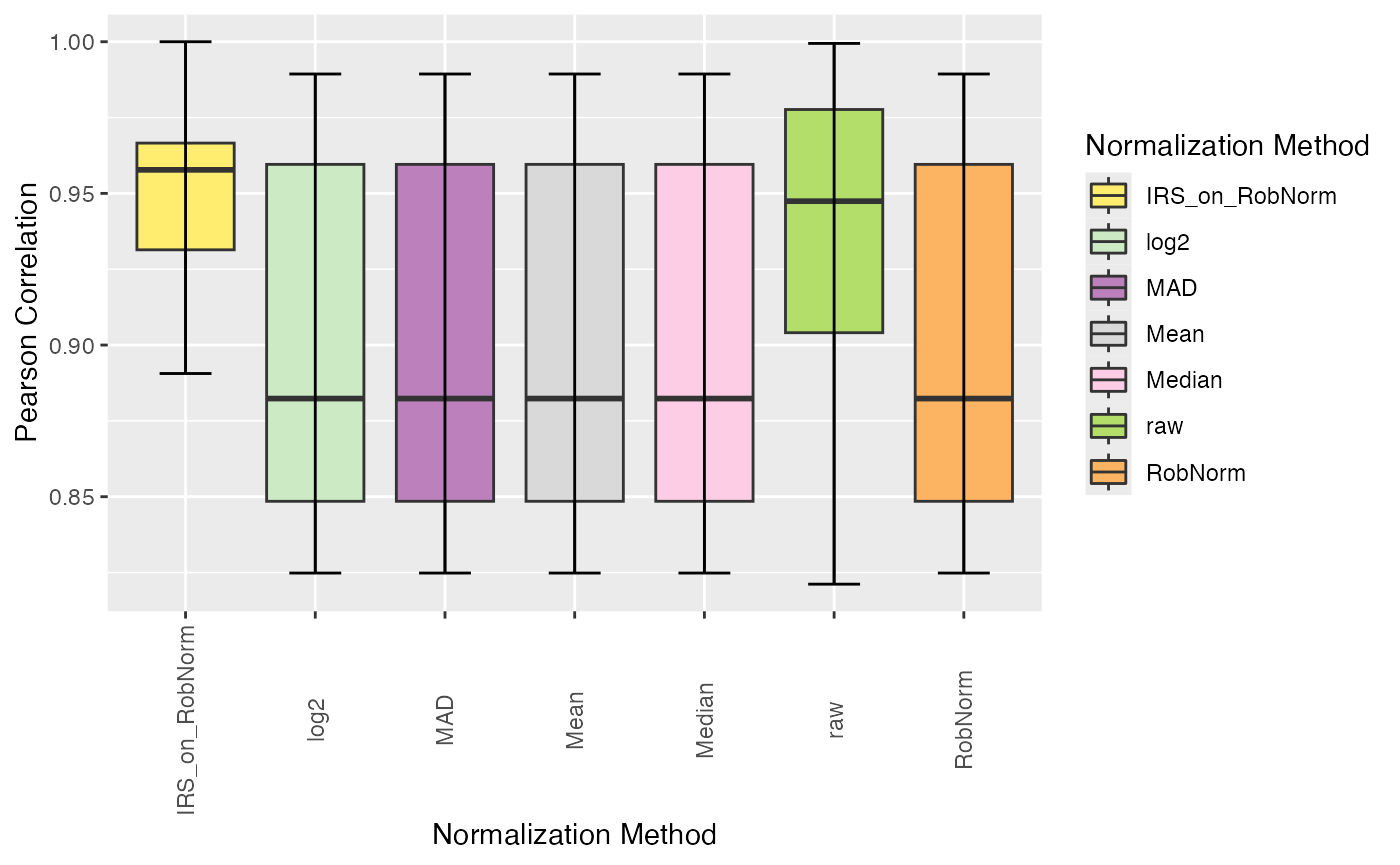 1.00
0.95
0.90
0.85
Pearson Correlation
IRS_on_RobNorm
log2
MAD
Mean
Median
raw
RobNorm
Normalization Method
Normalization Method
IRS_on_RobNorm
log2
MAD
Mean
Median
raw
RobNorm